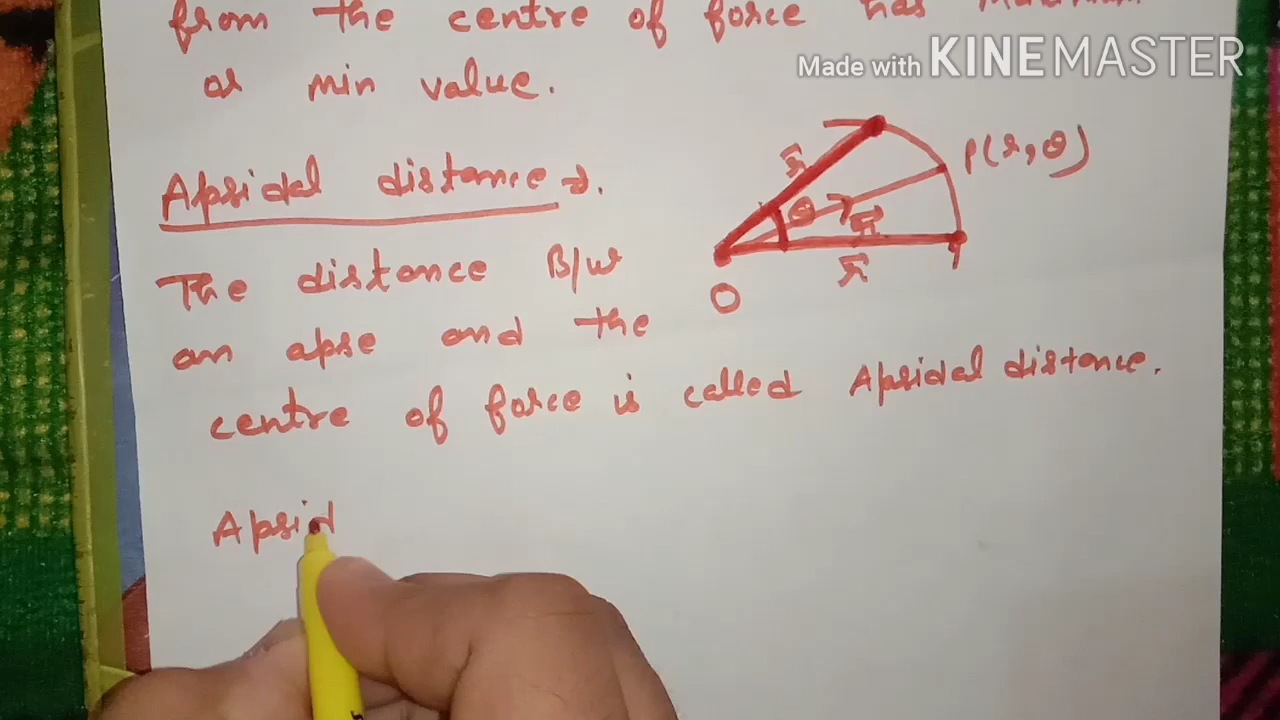 from the centre of force has
or min value.
Made with KINEMASTER
Apsidal distance →.
P(r, θ)
r⃗
θ
r⃗
r⃗
O
The distance B/w
an apse and the
centre of force is called Apsidal distance.
Apsid